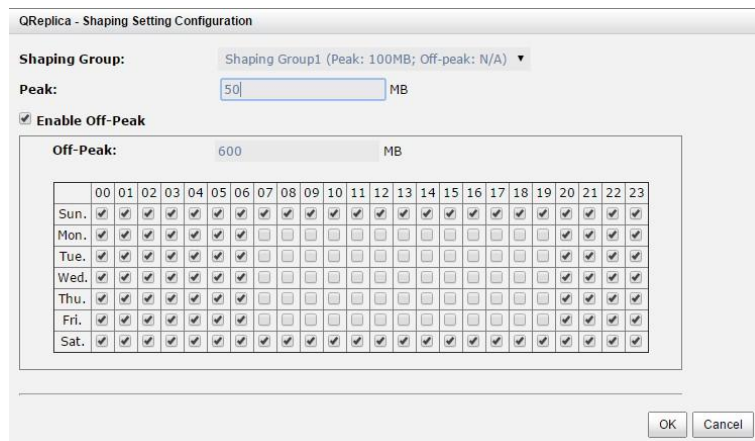 QReplica - Shaping Setting Configuration
Shaping Group: Shaping Group1 (Peak: 100MB; Off-peak: N/A)
Peak: 50 MB
Enable Off-Peak
Off-Peak: 600 MB
00 01 02 03 04 05 06 07 08 09 10 11 12 13 14 15 16 17 18 19 20 21 22 23
Sun.
Mon.
Tue.
Wed.
Thu.
Fri.
Sat.
OK Cancel